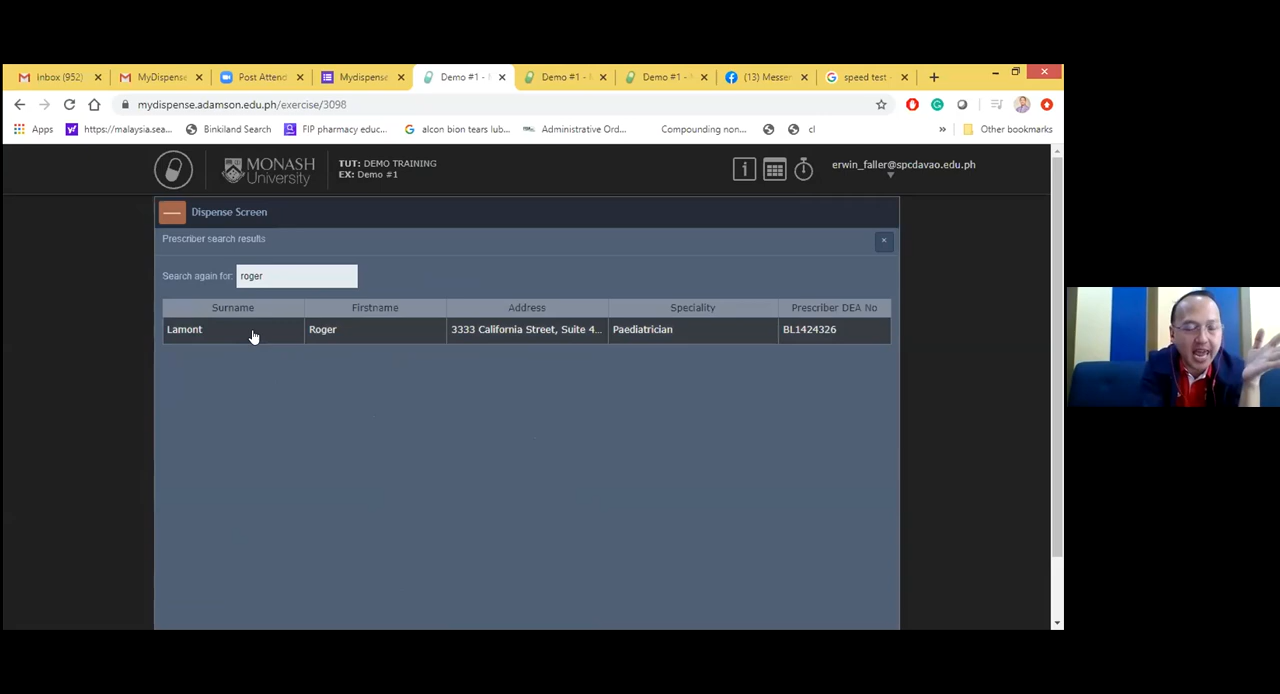 Inbox (952)
MyDispense
Post Attend
Mydispense
Demo #1 -
Demo #1 - M
Demo #1 - M
(13) Messen
speed test -
mydispense.adamson.edu.ph/exercise/3098
Apps
https://malaysia.sea...
Binkiland Search
FIP pharmacy educ...
alcon bion tears lub...
Administrative Ord...
Compounding non...
cl
»
Other bookmarks
MONASH
University
TUT: DEMO TRAINING
EX: Demo #1
erwin_faller@spcdavao.edu.ph
Dispense Screen
Prescriber search results
Search again for: roger
Surname Firstname Address Speciality Prescriber DEA No
Lamont Roger 3333 California Street, Suite 4... Paediatrician BL1424326